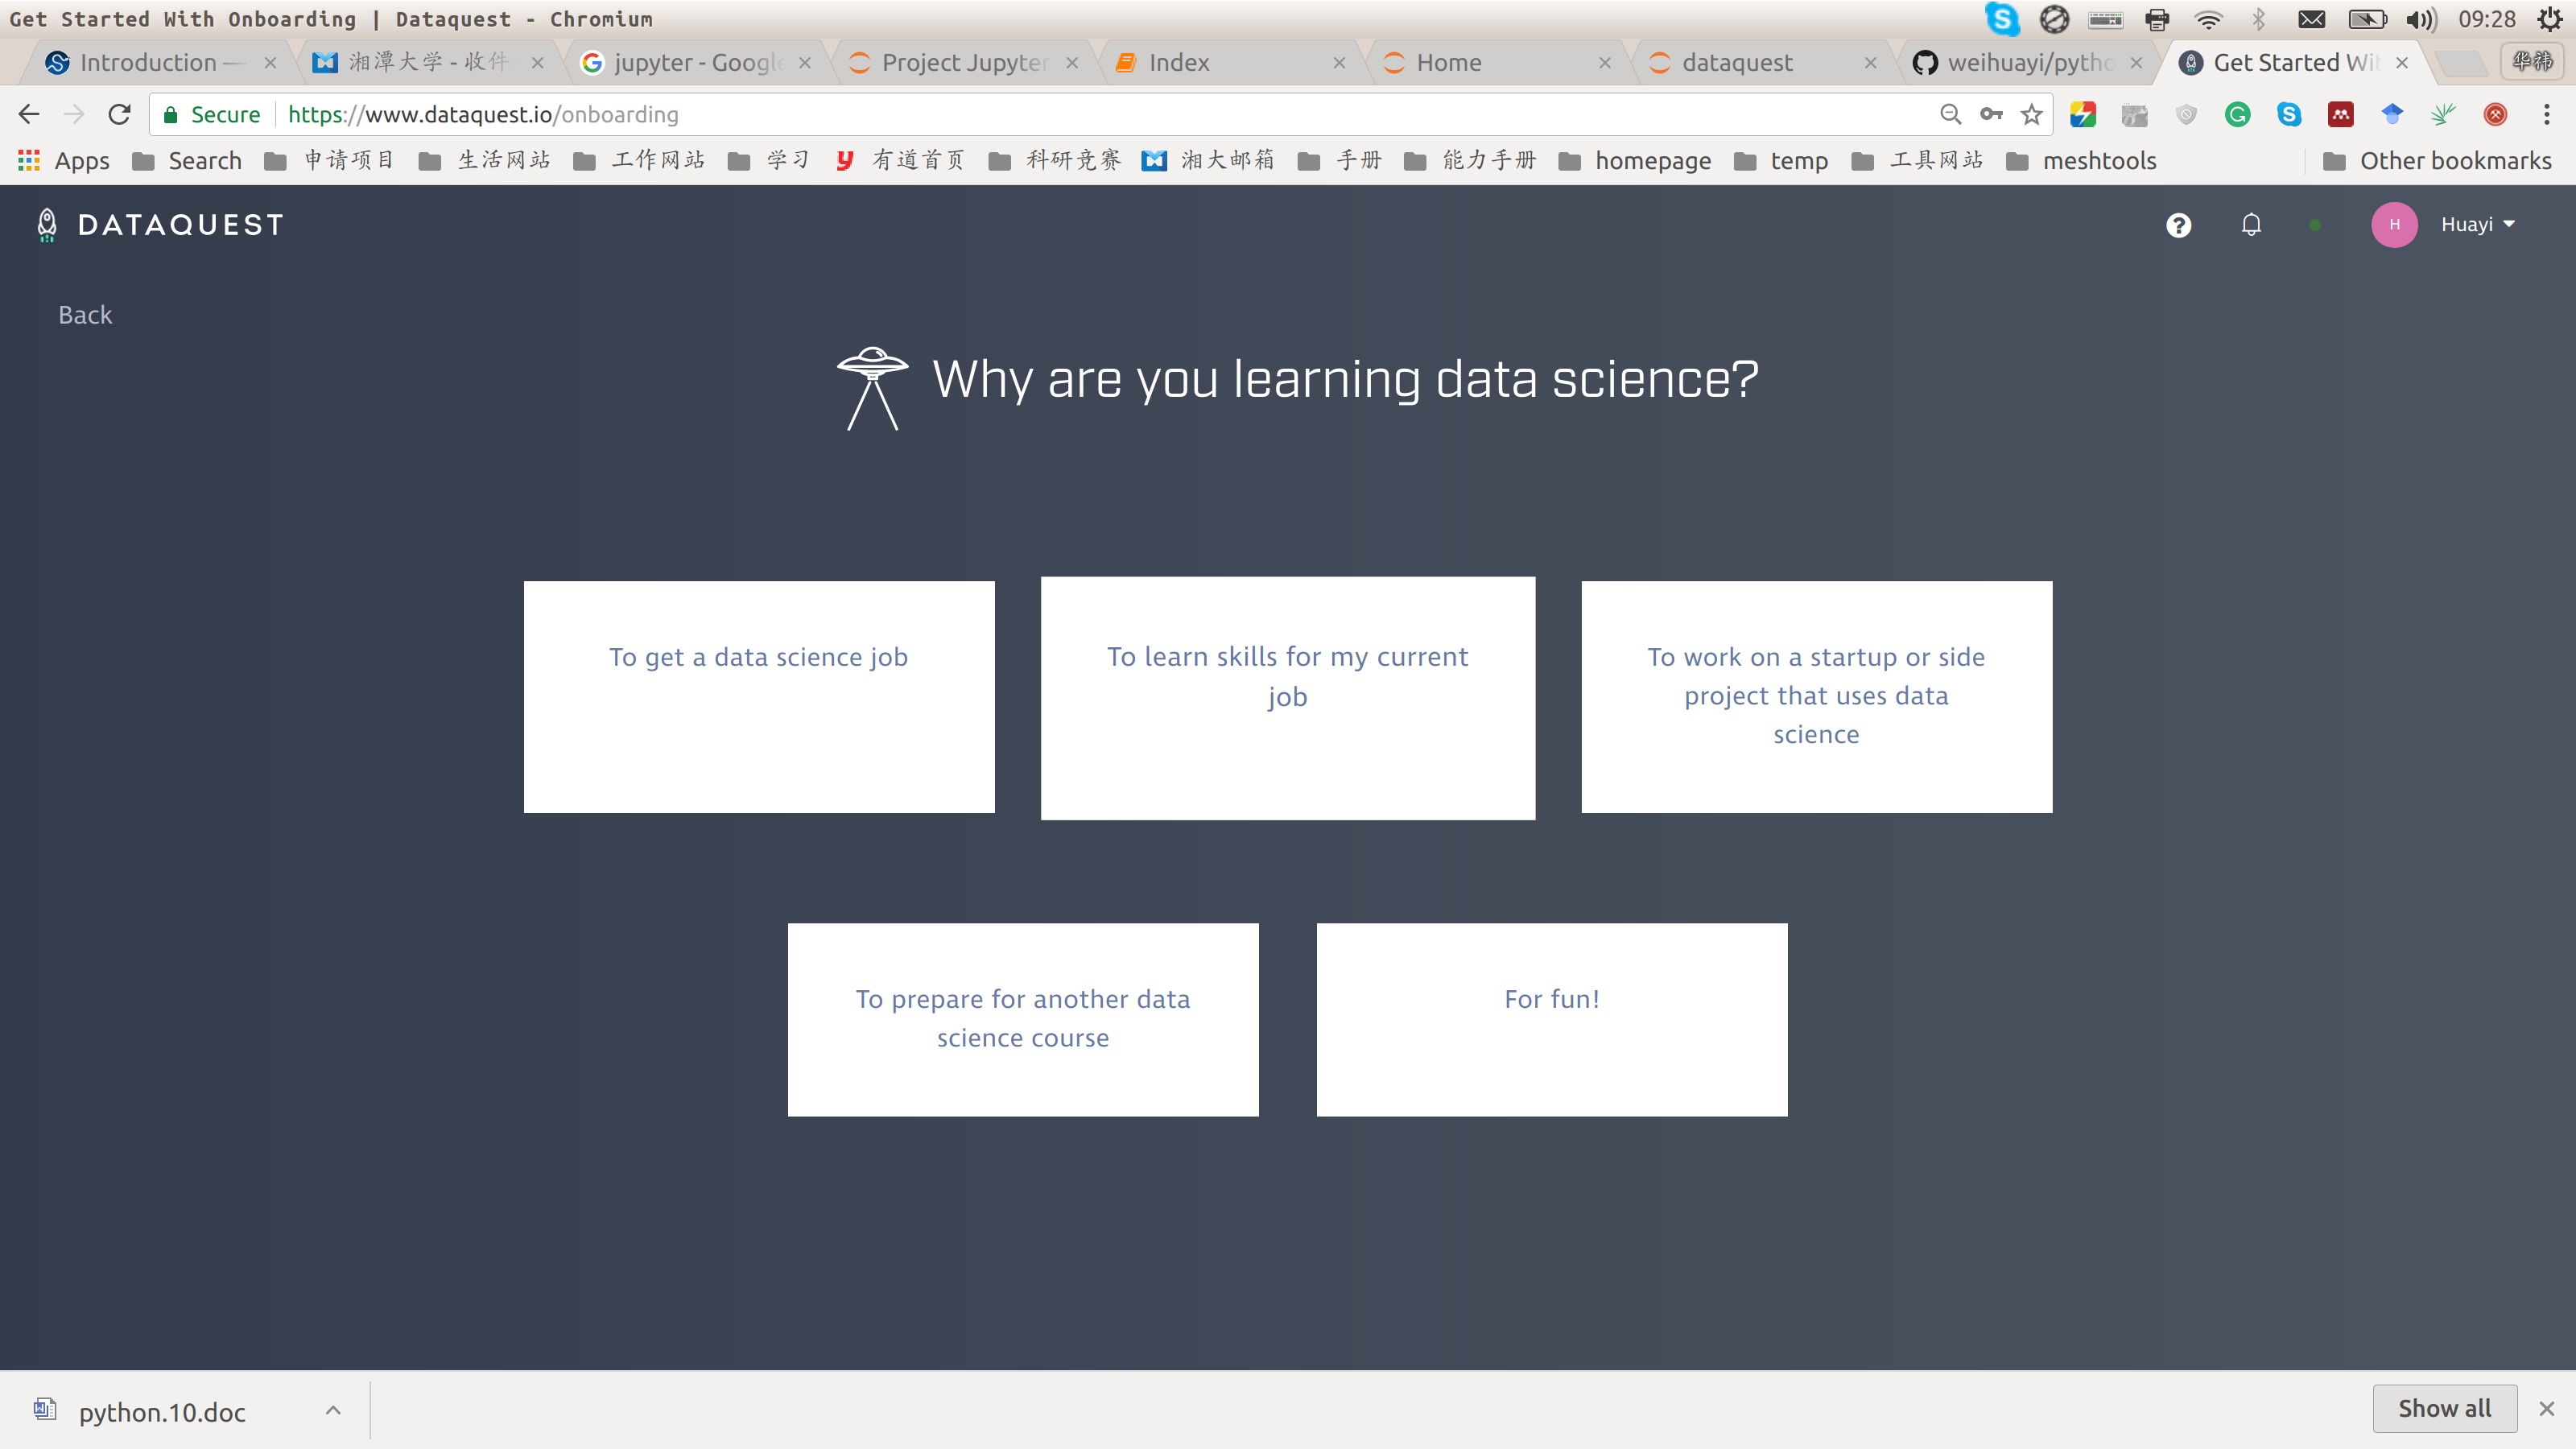 Get Started With Onboarding | Dataquest - Chromium
09:28
Introduction —
湘潭大学 - 收件
jupyter - Google
Project Jupyter
Index
Home
dataquest
weihuayi/pytho
Get Started Wit
华祎
Secure
https://www.dataquest.io/onboarding
Apps
Search
申请项目
生活网站
工作网站
学习
有道首页
科研竞赛
湘大邮箱
手册
能力手册
homepage
temp
工具网站
meshtools
Other bookmarks
DATAQUEST
H
Huayi
Back
Why are you learning data science?
To get a data science job
To learn skills for my current
job
To work on a startup or side
project that uses data
science
To prepare for another data
science course
For fun!
python.10.doc
Show all